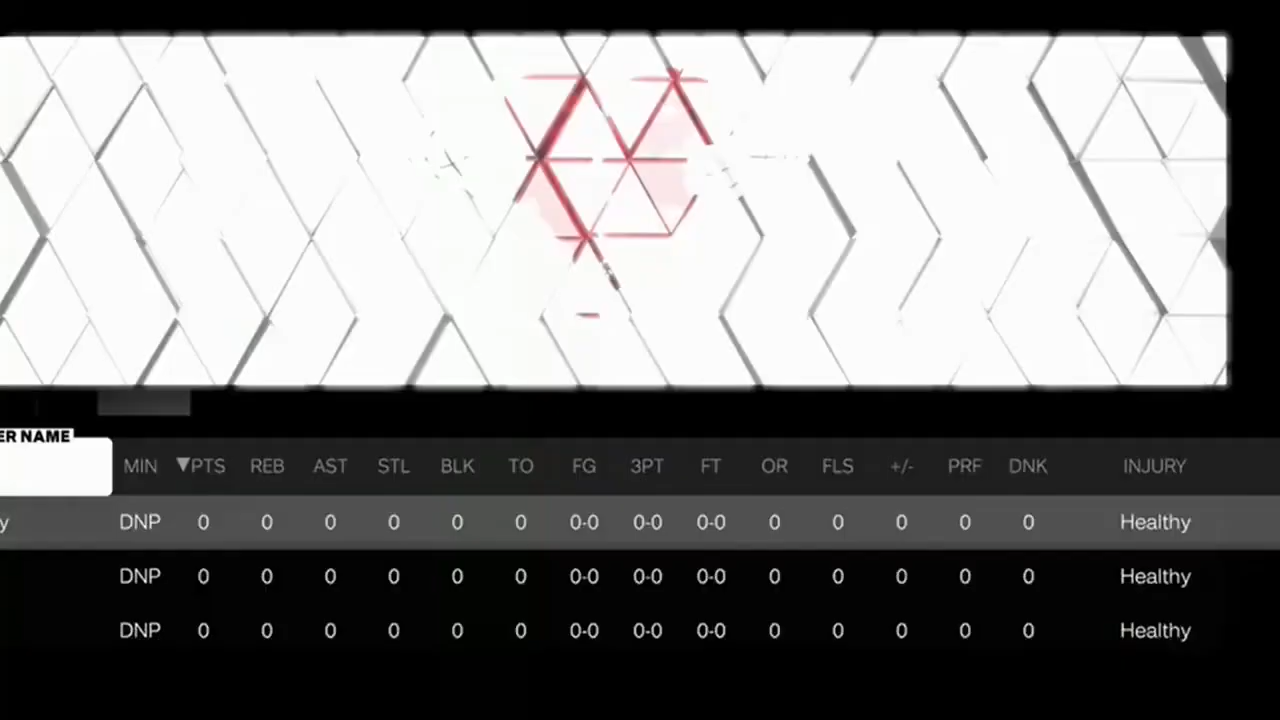 ER NAME
MIN ▼PTS REB AST STL BLK TO FG 3PT FT OR FLS +/- PRF DNK INJURY
y DNP 0 0 0 0 0 0 0-0 0-0 0-0 0 0 0 0 0 Healthy
DNP 0 0 0 0 0 0 0-0 0-0 0-0 0 0 0 0 0 Healthy
DNP 0 0 0 0 0 0 0-0 0-0 0-0 0 0 0 0 0 Healthy